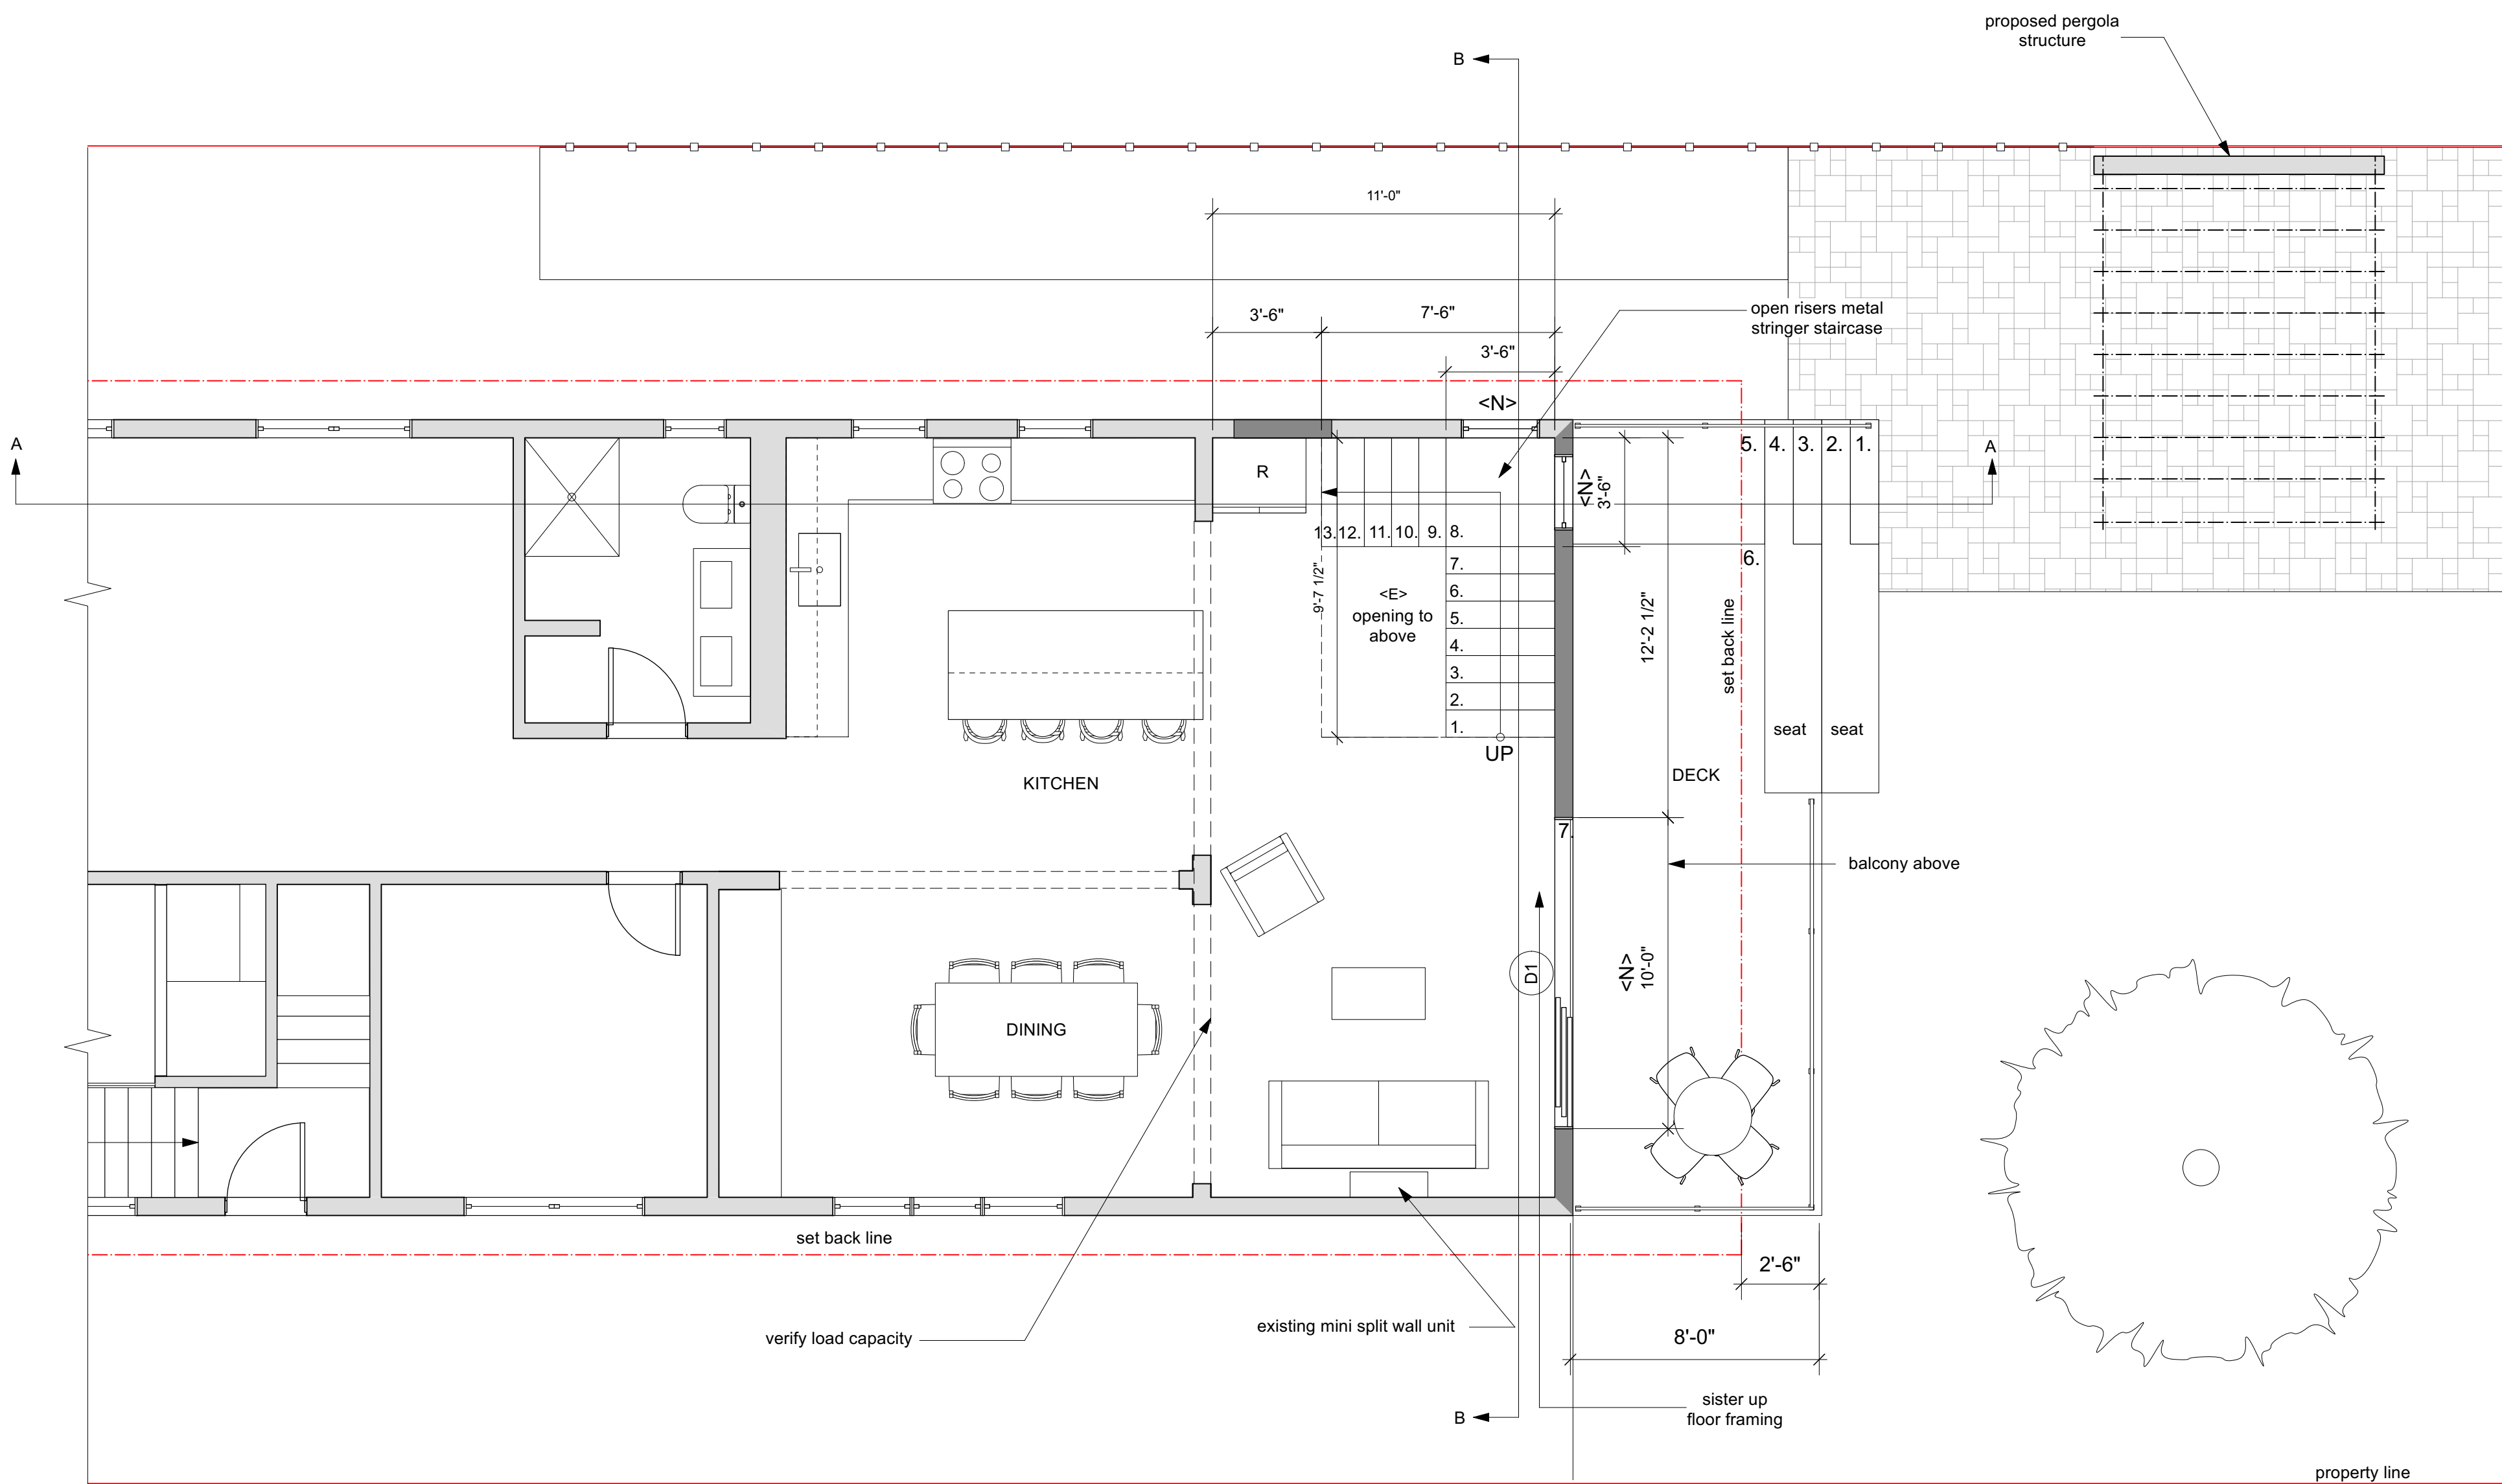 proposed pergola
structure
B
11'-0"
3'-6"
7'-6"
open risers metal
stringer staircase
3'-6"
<N>
A
R
<N>
3'-6"
5. 4. 3. 2. 1.
A
13. 12. 11. 10. 9. 8.
7.
6.
5.
4.
3.
2.
1.
UP
9'-7 1/2"
<E>
opening to
above
6.
12'-2 1/2"
set back line
seat
seat
DECK
KITCHEN
7.
balcony above
D1
<N>
10'-0"
DINING
set back line
2'-6"
verify load capacity
existing mini split wall unit
8'-0"
B
sister up
floor framing
property line